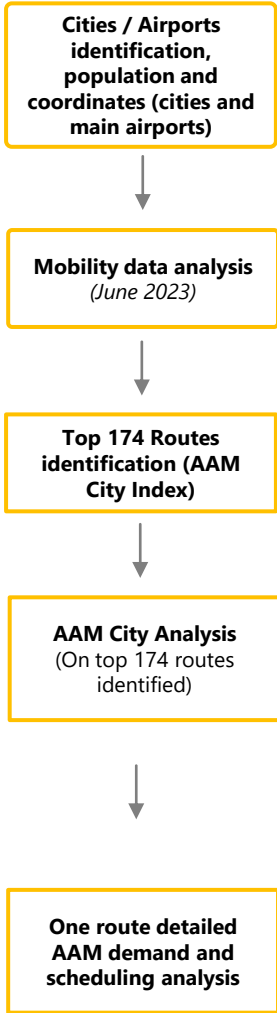 Cities / Airports
identification,
population and
coordinates (cities and
main airports)
Mobility data analysis
(June 2023)
Top 174 Routes
identification (AAM
City Index)
AAM City Analysis
(On top 174 routes
identified)
One route detailed
AAM demand and
scheduling analysis